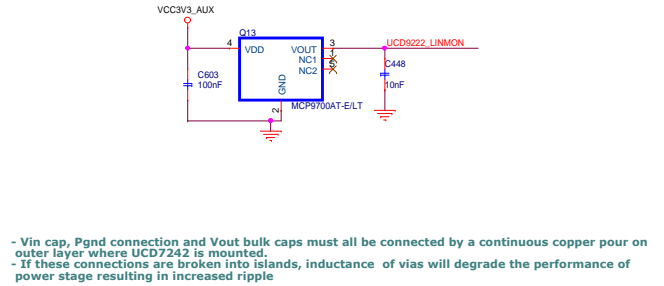 VCC3V3_AUX
Q13
4
VDD
VOUT
3
UCD9222_LINMON
NC1
1
NC2
5
C603
100nF
C448
10nF
GND
2
MCP9700AT-E/LT
- Vin cap, Pgnd connection and Vout bulk caps must all be connected by a continuous copper pour on
outer layer where UCD7242 is mounted.
- If these connections are broken into islands, inductance of vias will degrade the performance of
power stage resulting in increased ripple